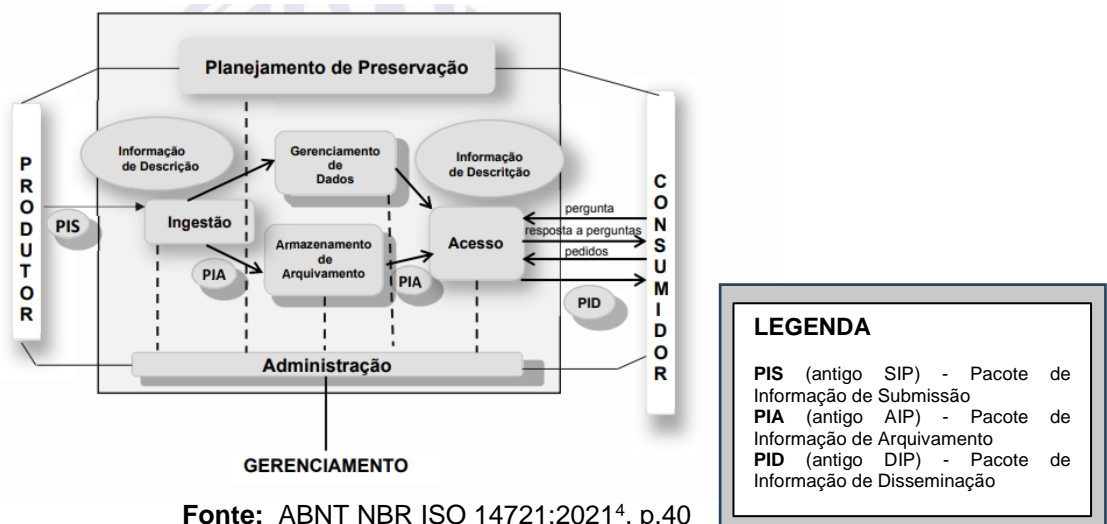 Planejamento de Preservação
PRODUTOR
Informação
de Descrição
Gerenciamento
de
Dados
Informação
de Descritção
CONSUMIDOR
PIS
Ingestão
Armazenamento
de
Arquivamento
Acesso
pergunta
resposta a perguntas
pedidos
PIA
PIA
PID
Administração
GERENCIAMENTO
LEGENDA
PIS (antigo SIP) - Pacote de
Informação de Submissão
PIA (antigo AIP) - Pacote de
Informação de Arquivamento
PID (antigo DIP) - Pacote de
Informação de Disseminação
Fonte: ABNT NBR ISO 14721:2021⁴, p.40